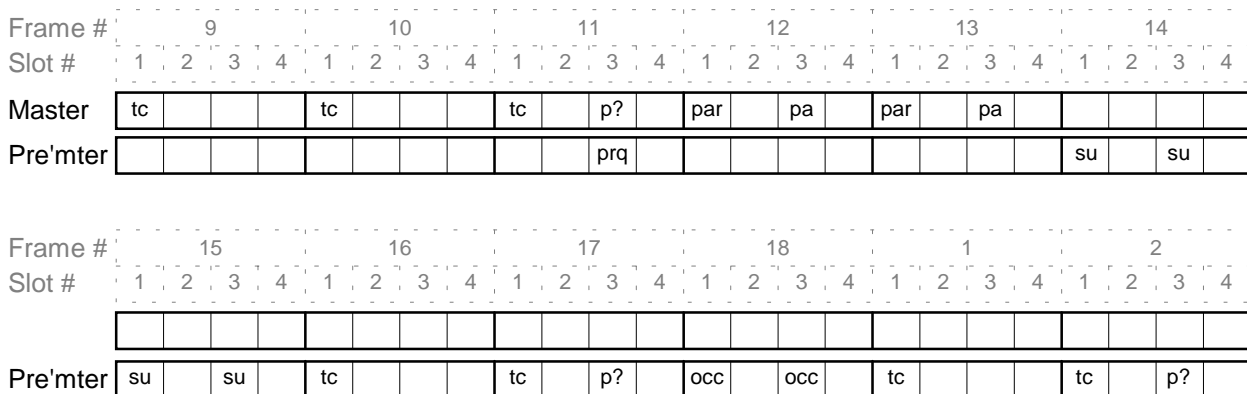 Frame # 9 10 11 12 13 14
Slot # 1 2 3 4 1 2 3 4 1 2 3 4 1 2 3 4 1 2 3 4 1 2 3 4
Master tc tc tc p? par pa par pa
Pre'mter prq su su
Frame # 15 16 17 18 1 2
Slot # 1 2 3 4 1 2 3 4 1 2 3 4 1 2 3 4 1 2 3 4 1 2 3 4
Pre'mter su su tc tc p? occ occ tc tc p?